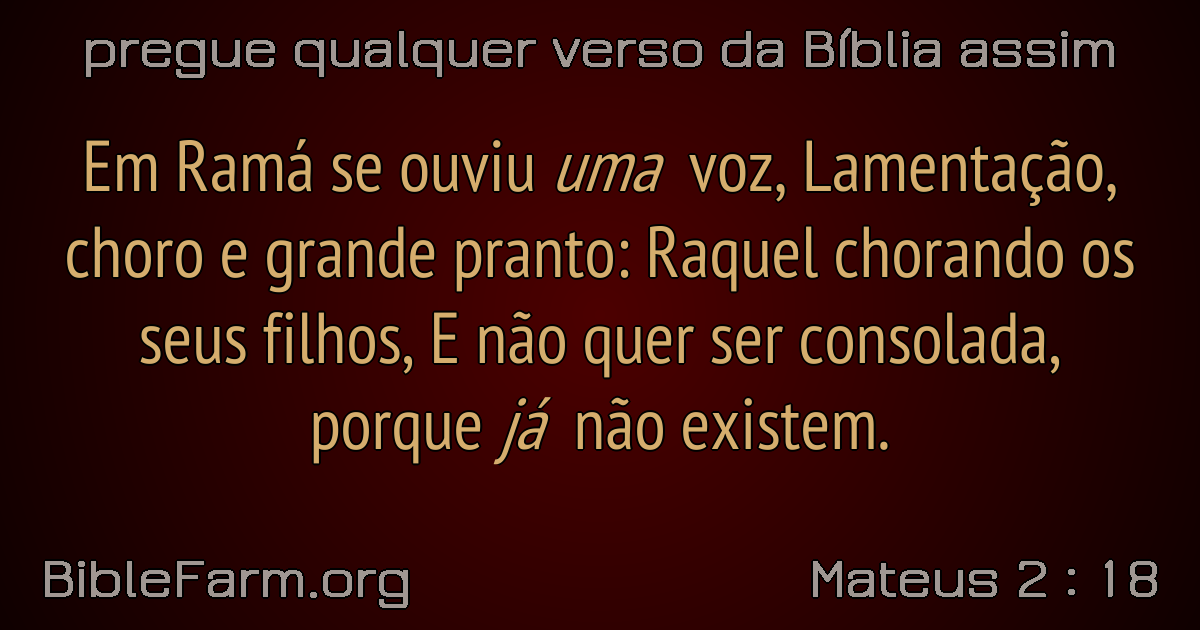 pregue qualquer verso da Bíblia assim
Em Ramá se ouviu uma voz, Lamentação,
choro e grande pranto: Raquel chorando os
seus filhos, E não quer ser consolada,
porque já não existem.
BibleFarm.org
Mateus 2 : 18